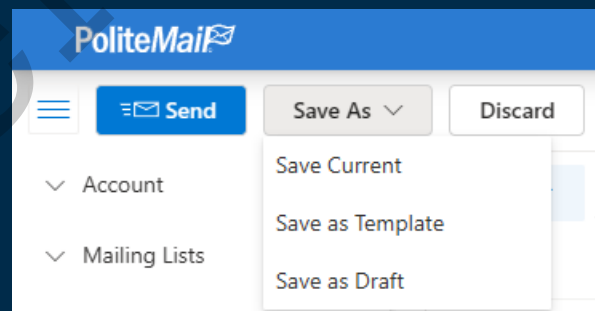 PoliteMail
Send
Save As
Discard
Save Current
Account
Save as Template
Mailing Lists
Save as Draft